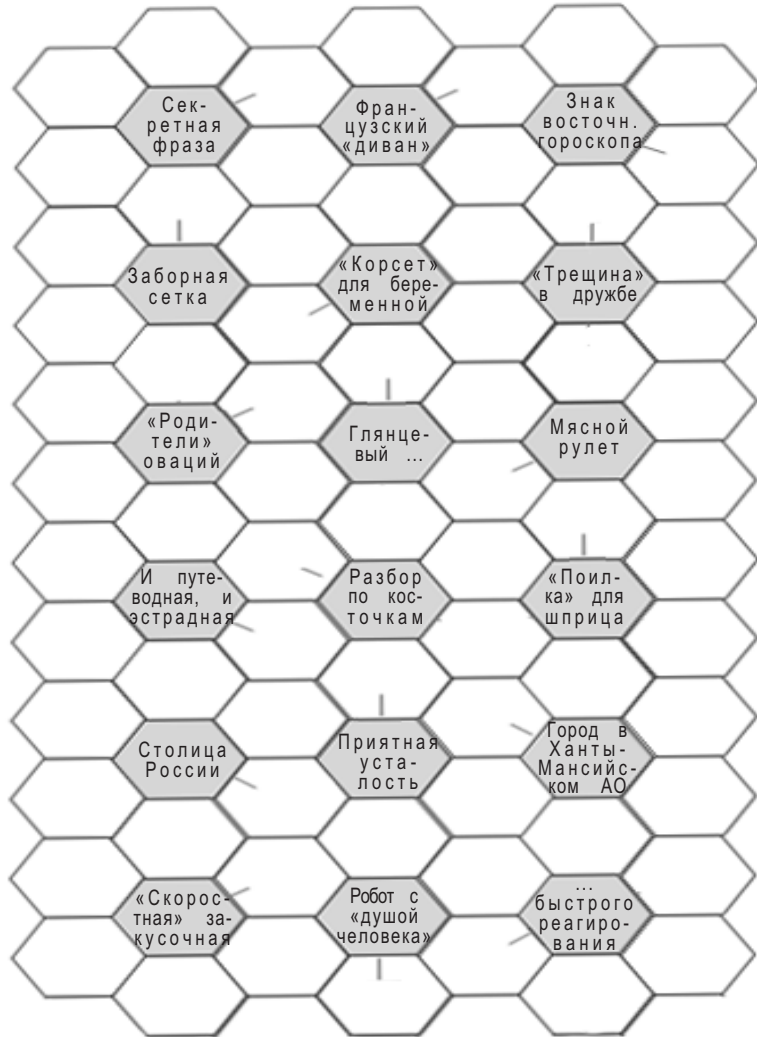 Сек-
ретная
фраза
Фран-
цузский
«диван»
Знак
восточн.
гороскопа
Заборная
сетка
«Корсет»
для бере-
менной
«Трещина»
в дружбе
«Роди-
тели»
оваций
Глянце-
вый ...
Мясной
рулет
И путе-
водная, и
эстрадная
Разбор
по кос-
точкам
«Поил-
ка» для
шприца
Столица
России
Приятная
уста-
лость
Город в
Ханты-
Мансийс-
ком АО
«Скорос-
тная» за-
кусочная
Робот с
«душой
человека»
...
быстрого
реагиро-
вания